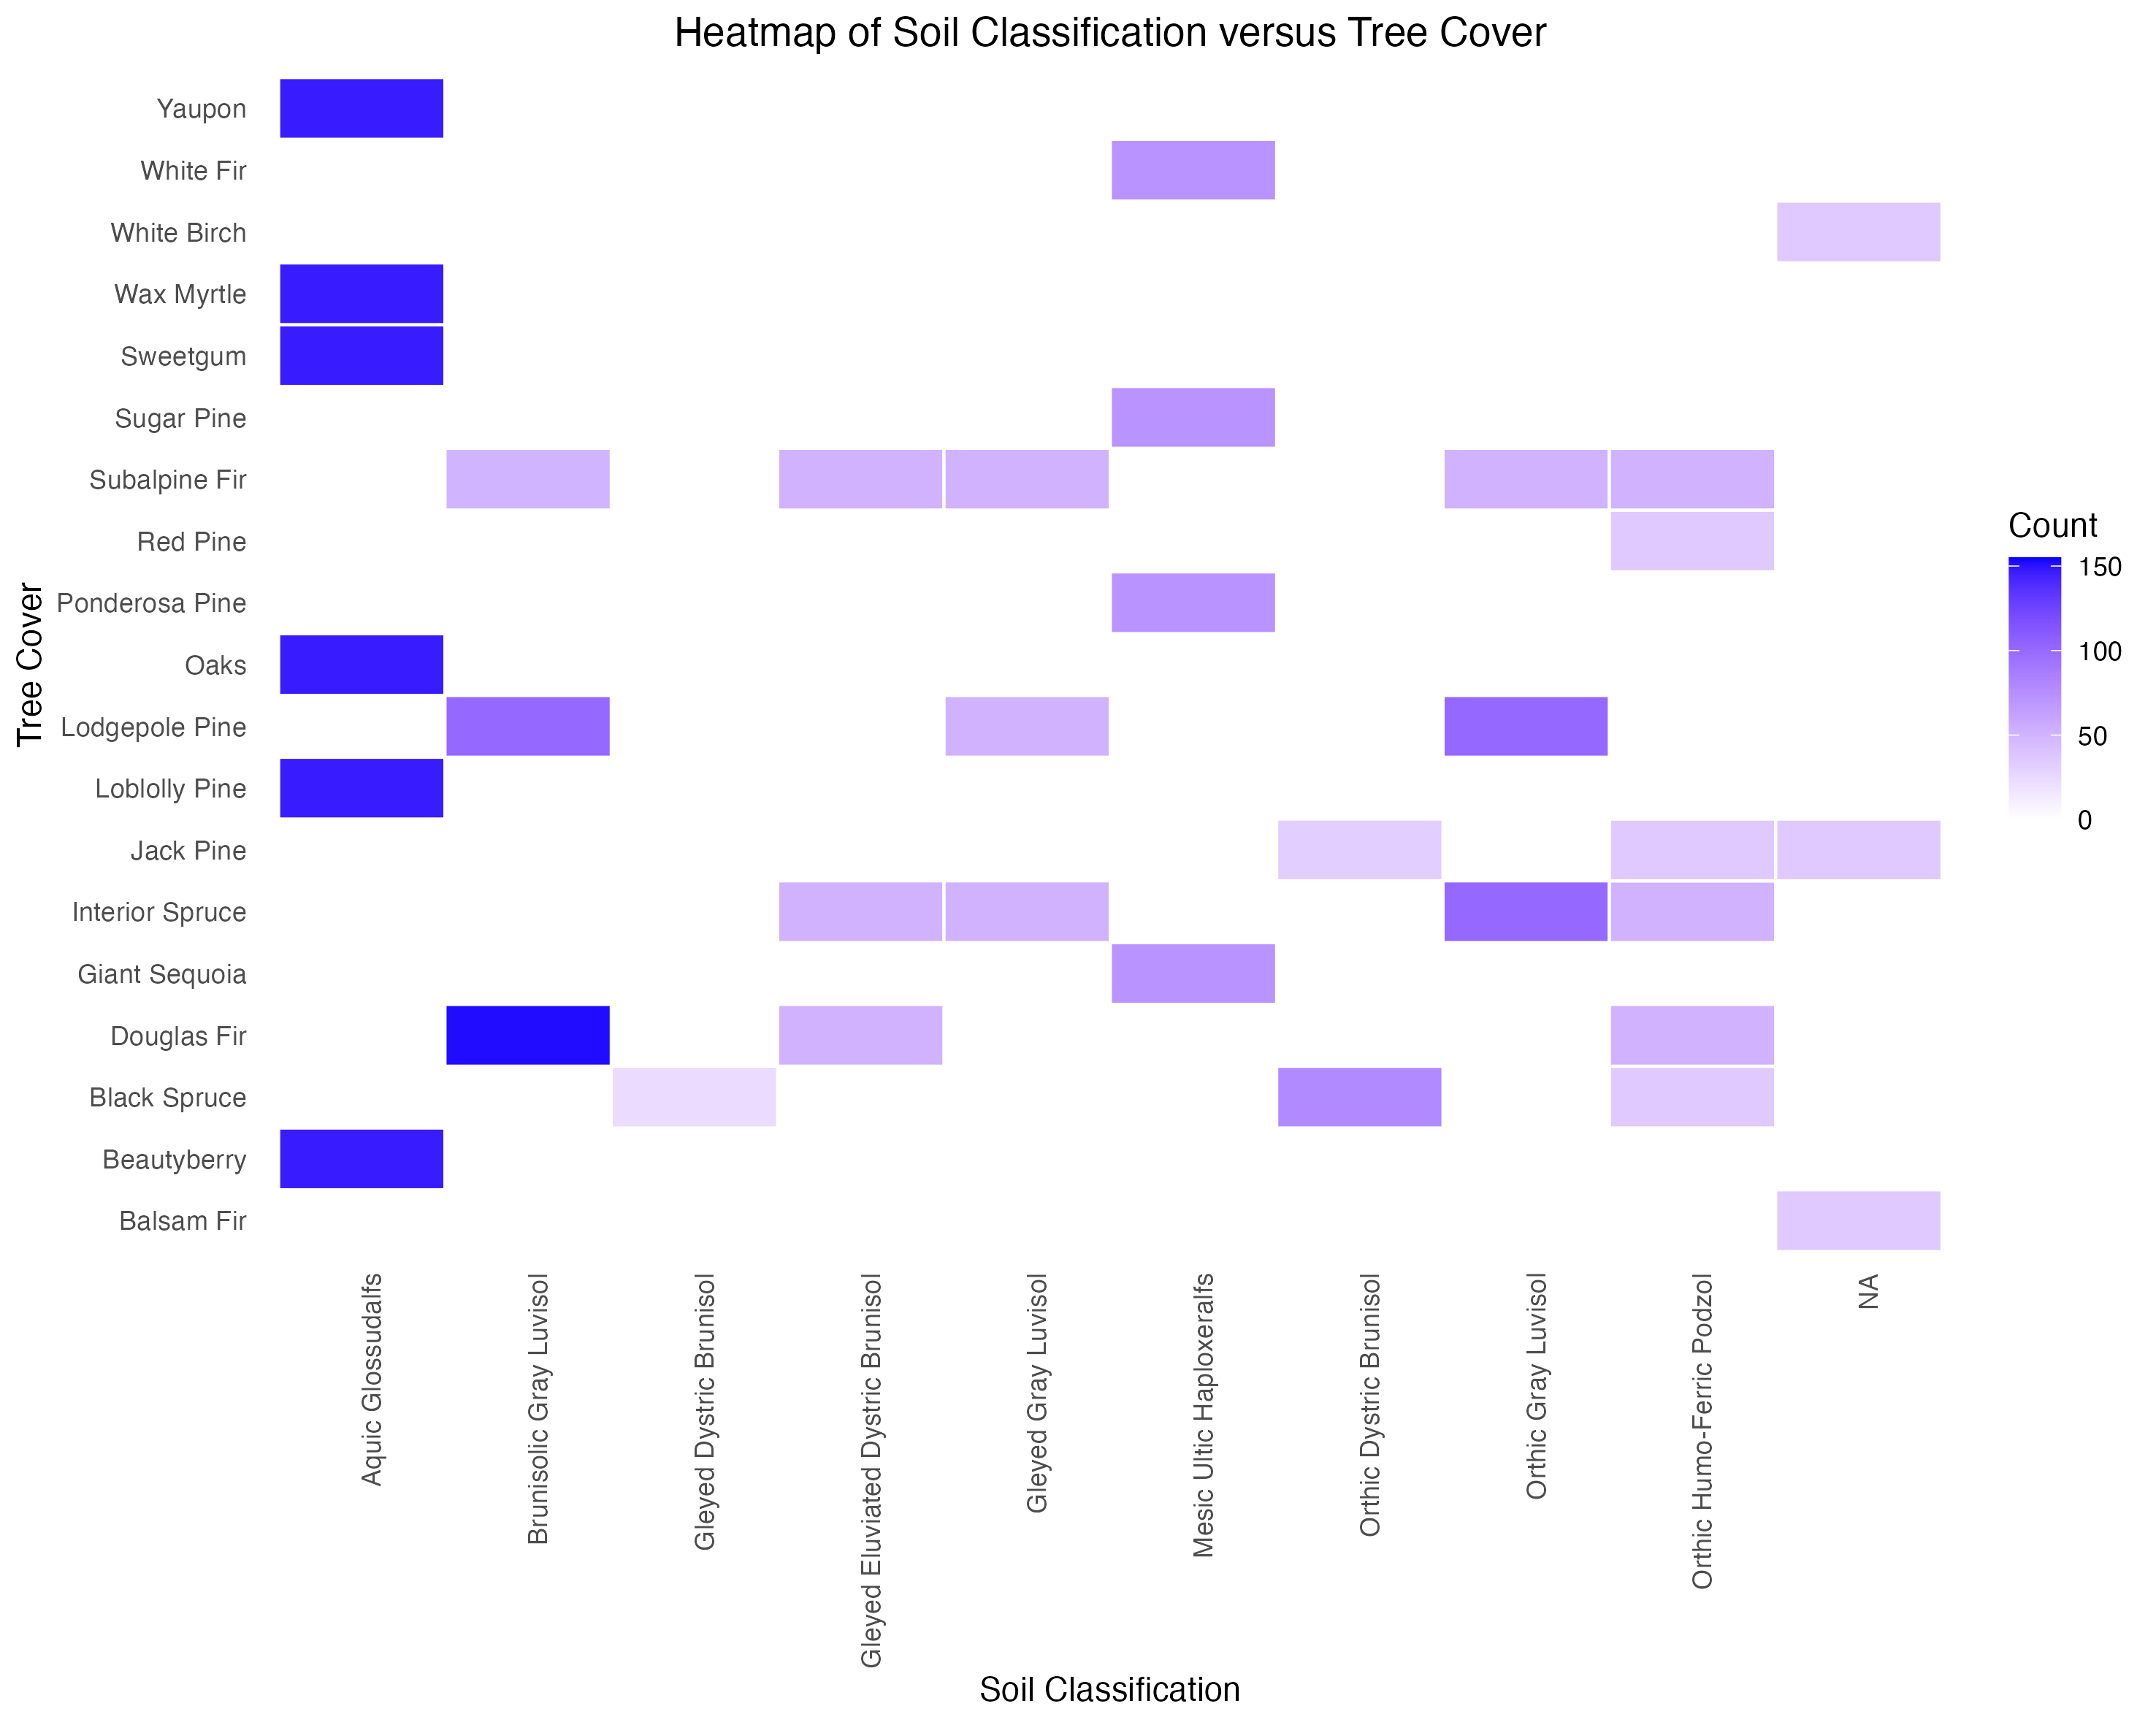 Heatmap of Soil Classification versus Tree Cover
Tree Cover
Yaupon
White Fir
White Birch
Wax Myrtle
Sweetgum
Sugar Pine
Subalpine Fir
Red Pine
Ponderosa Pine
Oaks
Lodgepole Pine
Loblolly Pine
Jack Pine
Interior Spruce
Giant Sequoia
Douglas Fir
Black Spruce
Beautyberry
Balsam Fir
Count
150
100
50
0
Aquic Glossudalfs
Brunisolic Gray Luvisol
Gleyed Dystric Brunisol
Gleyed Eluviated Dystric Brunisol
Gleyed Gray Luvisol
Mesic Ultic Haploxeralfs
Orthic Dystric Brunisol
Orthic Gray Luvisol
Orthic Humo-Ferric Podzol
NA
Soil Classification